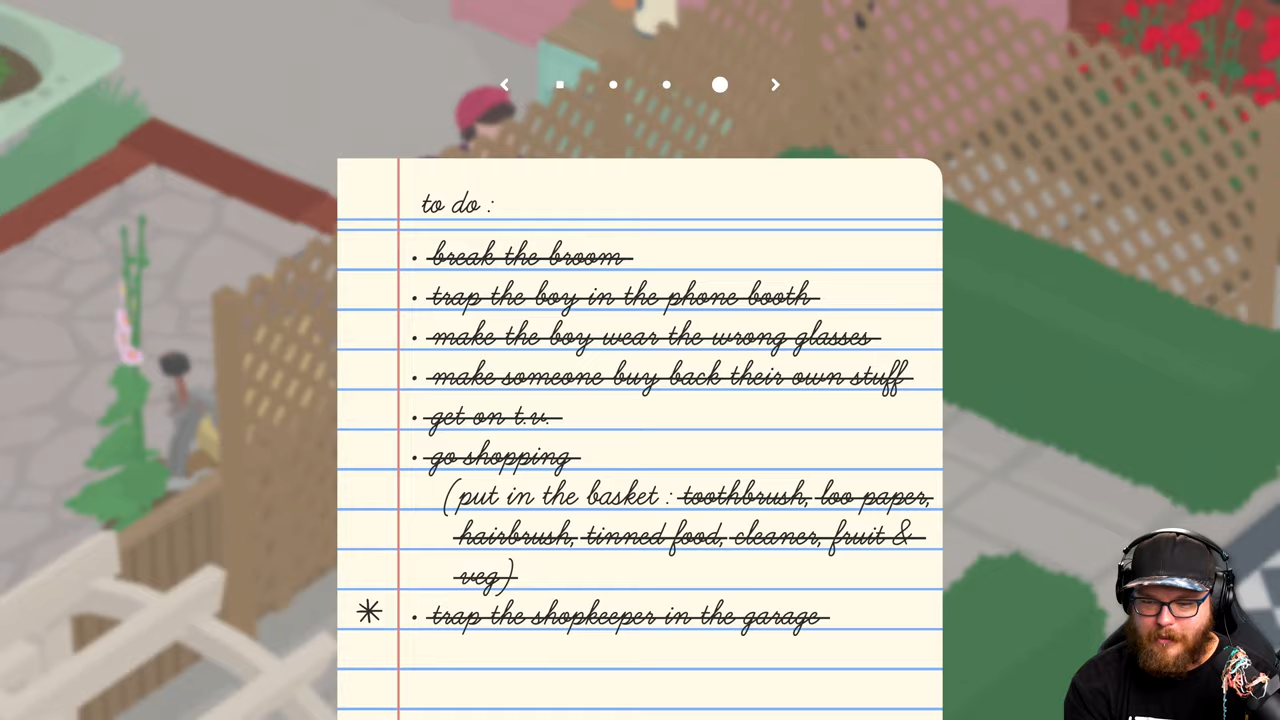 to do :
• break the broom
• trap the boy in the phone booth
• make the boy wear the wrong glasses
• make someone buy back their own stuff
• get on t.v.
• go shopping
(put in the basket : toothbrush, loo paper,
hairbrush, tinned food, cleaner, fruit &
veg)
• trap the shopkeeper in the garage